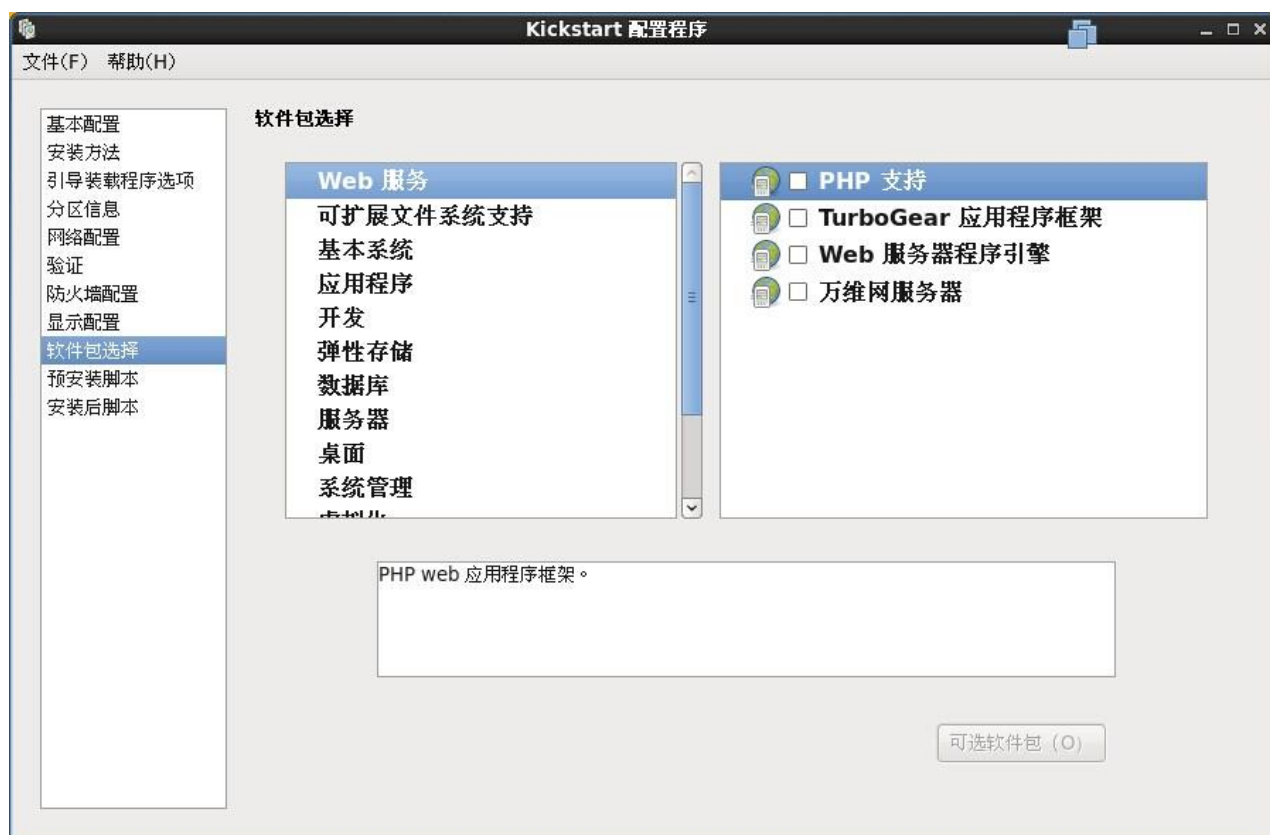 Kickstart 配置程序
文件(F) 帮助(H)
基本配置
安装方法
引导装载程序选项
分区信息
网络配置
验证
防火墙配置
显示配置
软件包选择
预安装脚本
安装后脚本
软件包选择
Web 服务
可扩展文件系统支持
基本系统
应用程序
开发
弹性存储
数据库
服务器
桌面
系统管理
PHP 支持
TurboGear 应用程序框架
Web 服务器程序引擎
万维网服务器
PHP web 应用程序框架。
可选软件包 (O)